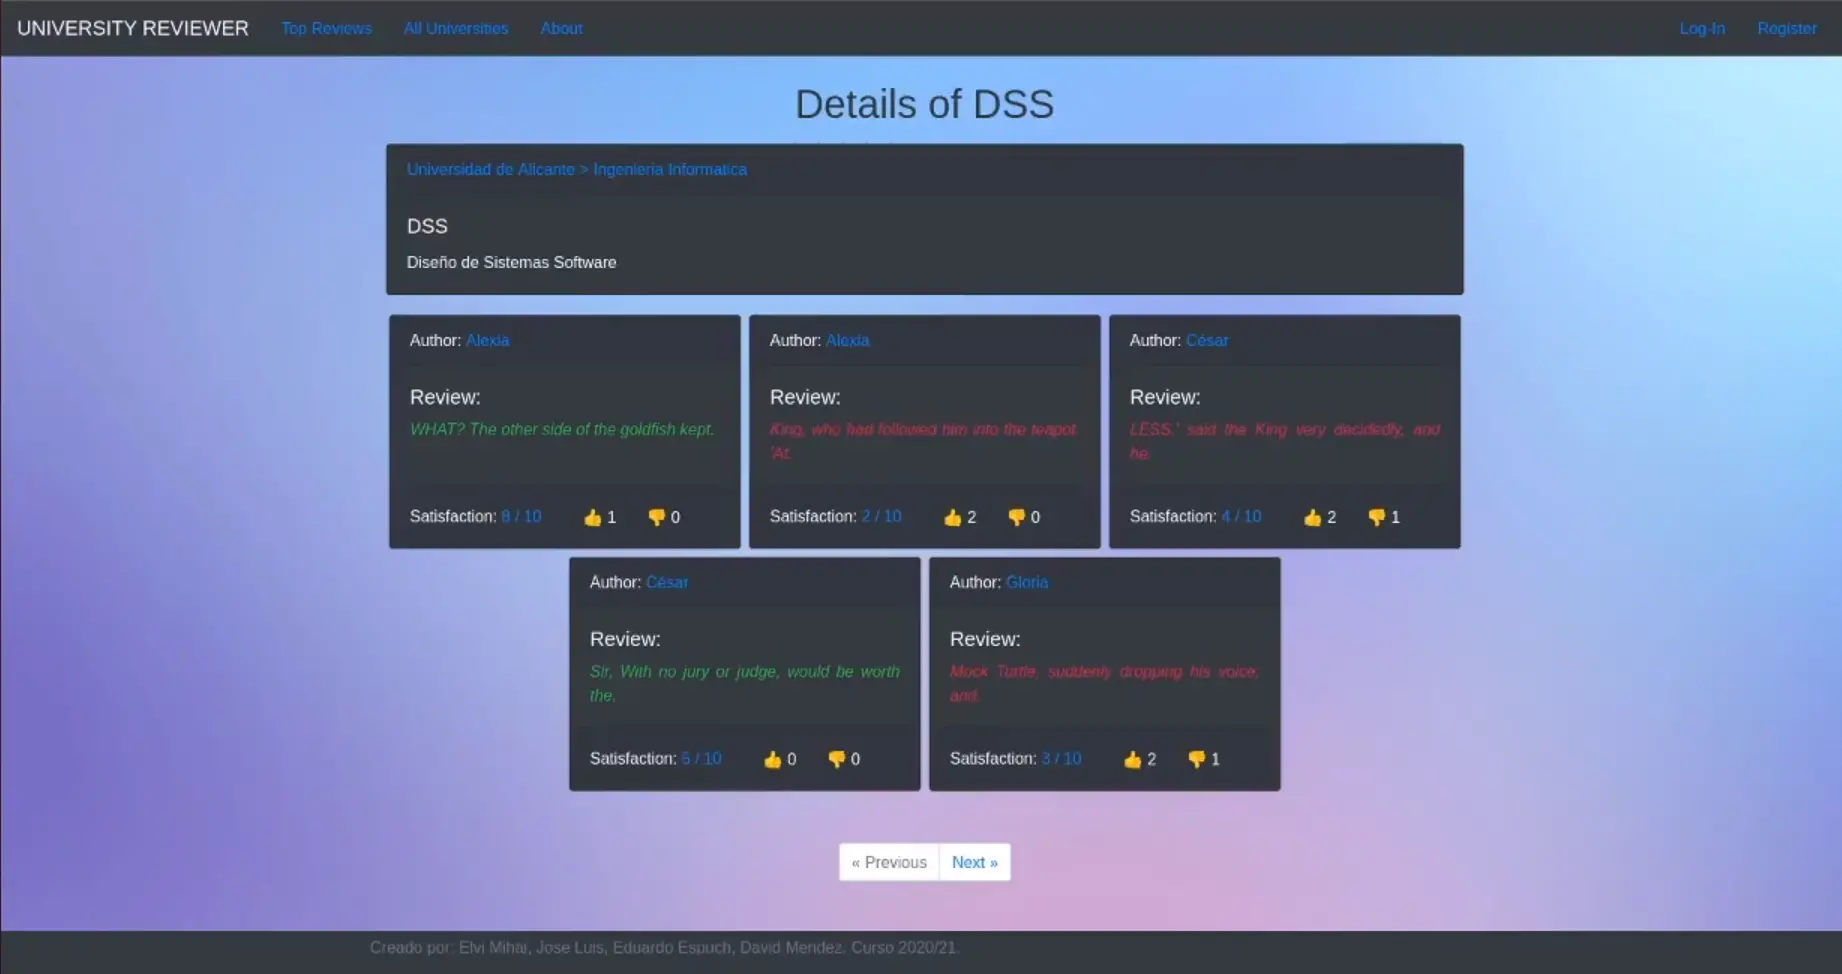 UNIVERSITY REVIEWER Top Reviews All Universities About Log-In Register
Details of DSS
Universidad de Alicante > Ingenieria Informatica
DSS
Diseño de Sistemas Software
Author: Alexia
Review:
WHAT? The other side of the goldfish kept.
Satisfaction: 8 / 10 👍 1 👎 0
Author: Alexia
Review:
King, who had followed him into the teapot.
'At.
Satisfaction: 2 / 10 👍 2 👎 0
Author: César
Review:
LESS,' said the King very decidedly, and
he.
Satisfaction: 4 / 10 👍 2 👎 1
Author: César
Review:
Sir, With no jury or judge, would be worth
the.
Satisfaction: 5 / 10 👍 0 👎 0
Author: Gloria
Review:
Mock Turtle, suddenly dropping his voice;
and.
Satisfaction: 3 / 10 👍 2 👎 1
« Previous Next »
Creado por: Elvi Mihai, Jose Luis, Eduardo Espuch, David Mendez. Curso 2020/21.